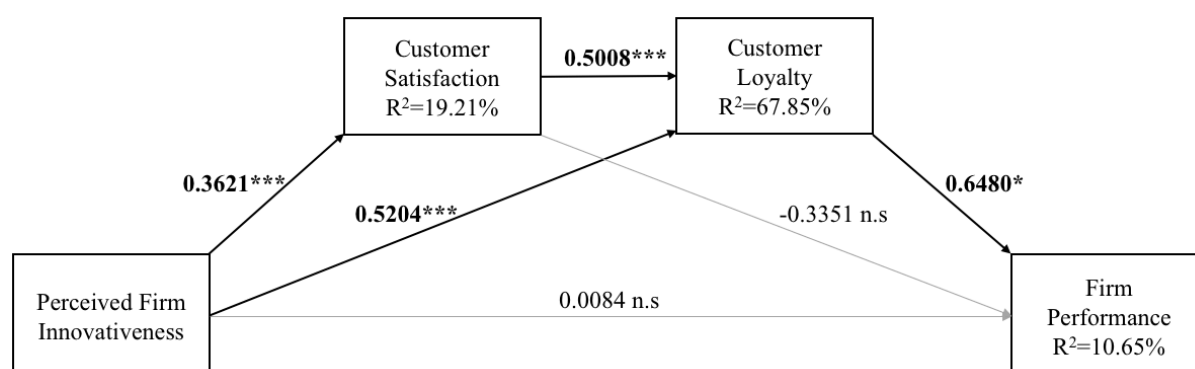 Customer
Satisfaction
R²=19.21%
0.5008***
Customer
Loyalty
R²=67.85%
0.3621***
0.5204***
-0.3351 n.s
0.6480*
Perceived Firm
Innovativeness
0.0084 n.s
Firm
Performance
R²=10.65%